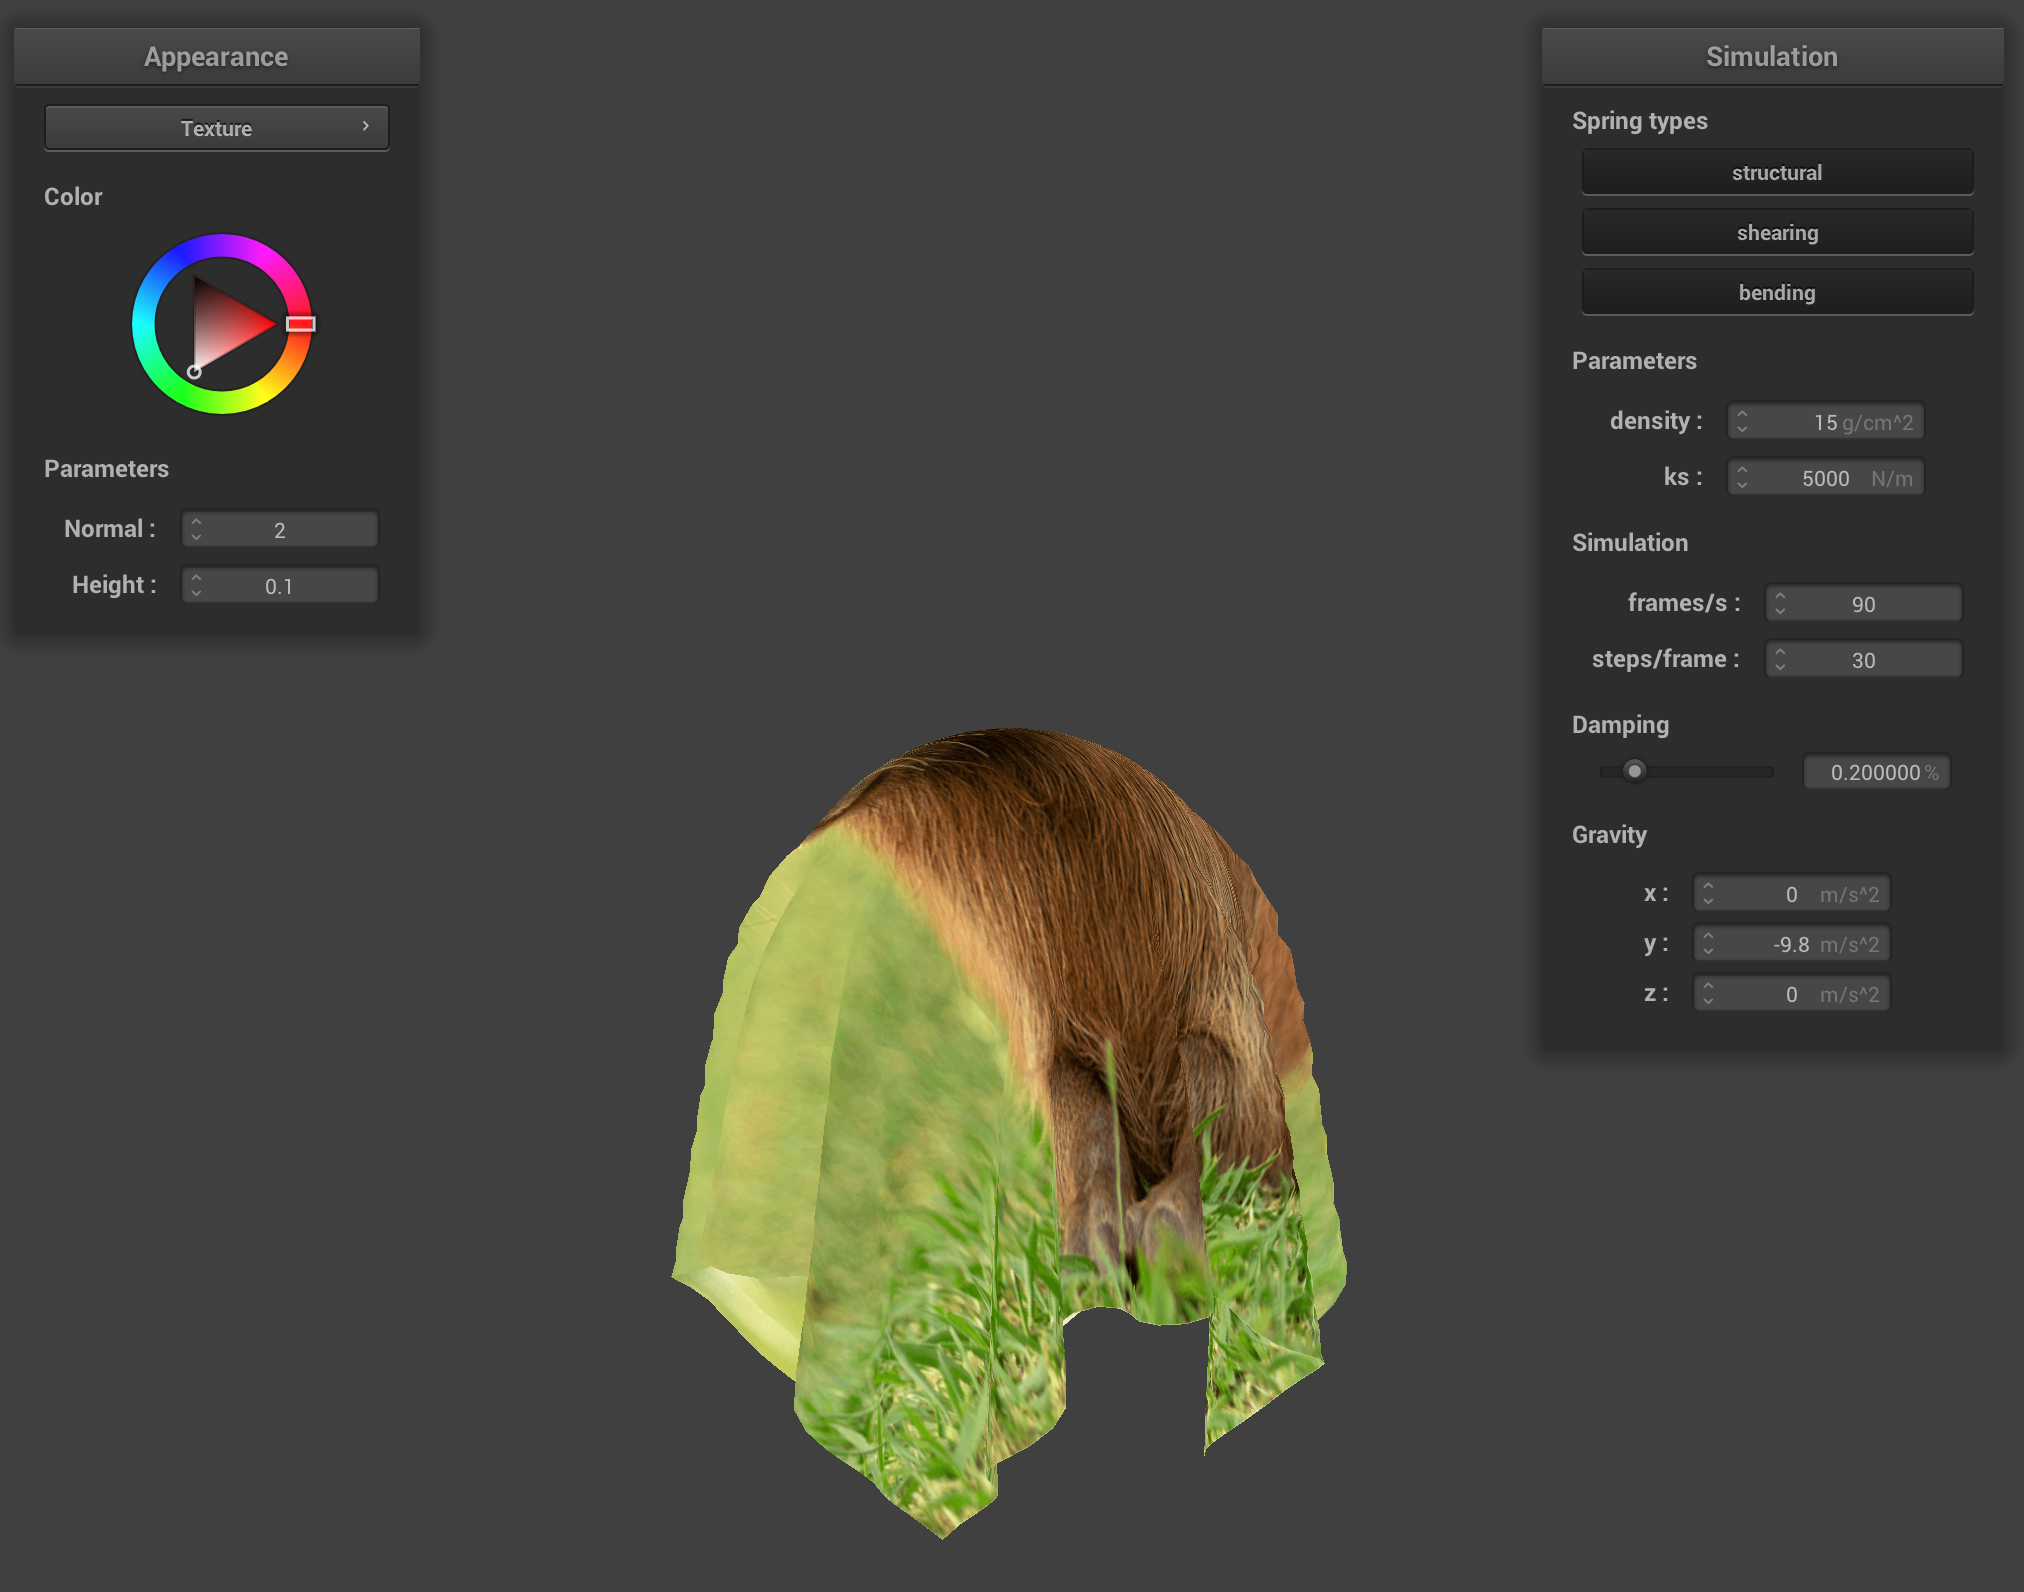 Appearance
Texture
Color
Parameters
Normal : 2
Height : 0.1
Simulation
Spring types
structural
shearing
bending
Parameters
density : 15 g/cm^2
ks : 5000 N/m
Simulation
frames/s : 90
steps/frame : 30
Damping
0.200000 %
Gravity
x : 0 m/s^2
y : -9.8 m/s^2
z : 0 m/s^2